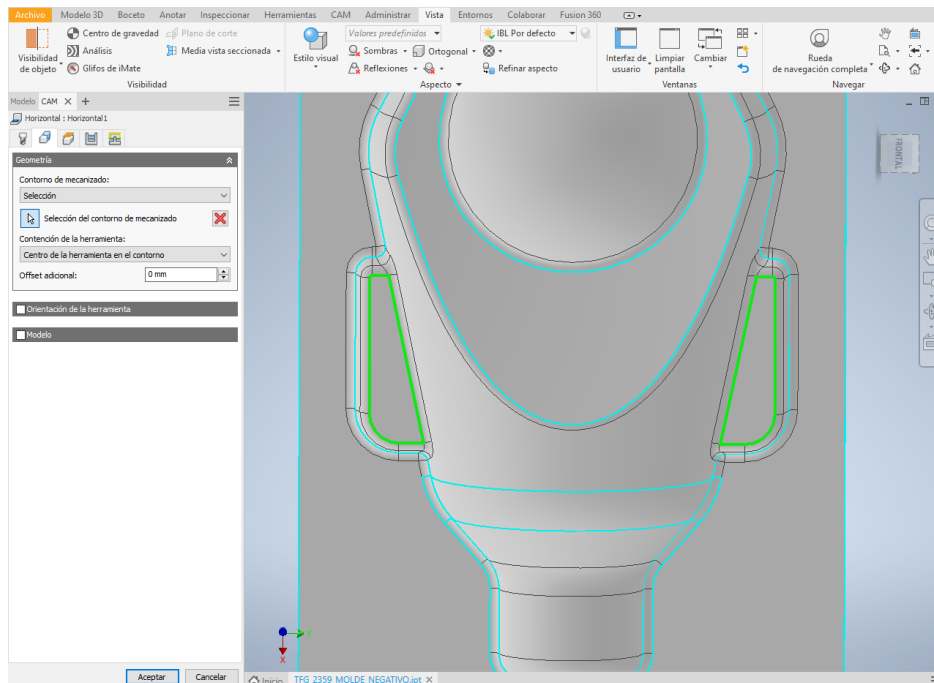 Archivo Modelo 3D Boceto Anotar Inspeccionar Herramientas CAM Administrar Vista Entornos Colaborar Fusion 360
Visibilidad de objeto
Centro de gravedad
Plano de corte
Análisis
Media vista seccionada
Glifos de iMate
Visibilidad
Estilo visual
Valores predefinidos
Sombras
Ortogonal
Reflexiones
IBL Por defecto
Refinar aspecto
Aspecto
Interfaz de usuario
Limpiar pantalla
Cambiar
Ventanas
Rueda de navegación completa
Navegar
Modelo CAM × +
Horizontal : Horizontal1
Geometría
Contorno de mecanizado:
Selección
Selección del contorno de mecanizado
Contención de la herramienta:
Centro de la herramienta en el contorno
Offset adicional: 0 mm
Orientación de la herramienta
Modelo
FRONTAL
Y
X
Aceptar Cancelar
Inicio TFG 2359 MOLDE NEGATIVO.ipt ×